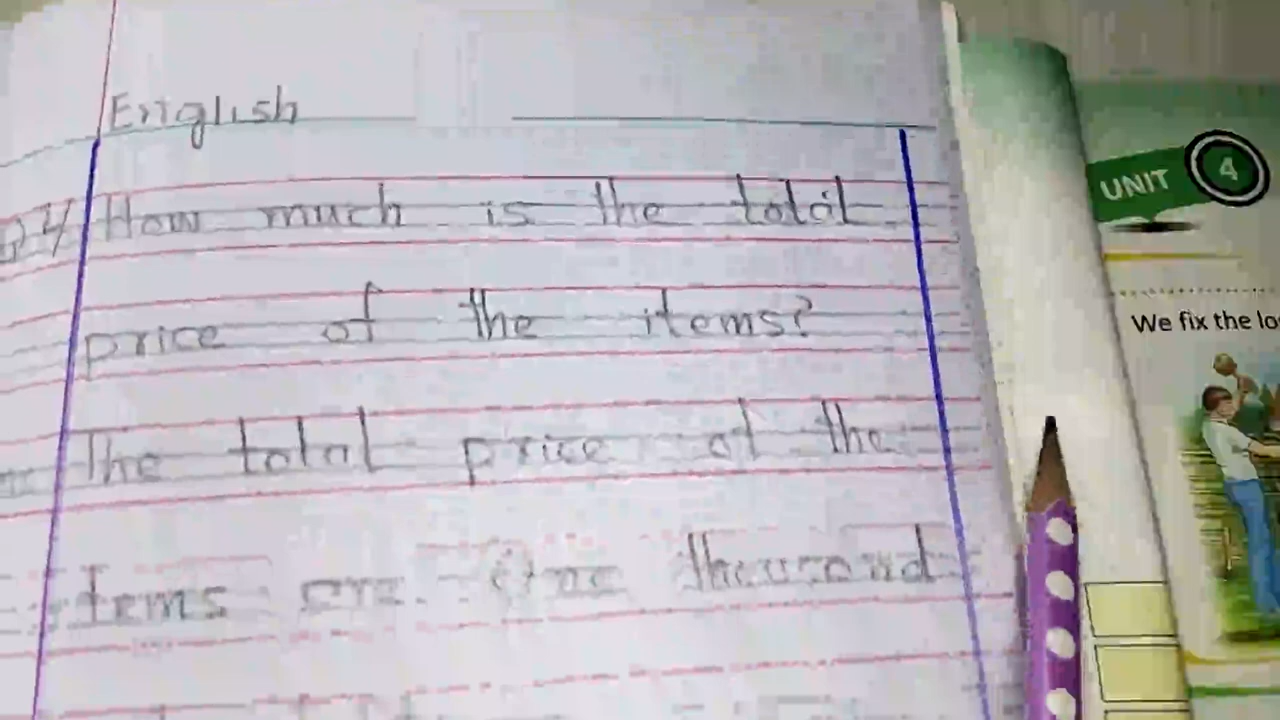 English
Q4 How much is the total
price of the items?
The total price of the
items are thousand
UNIT 4
We fix the lo